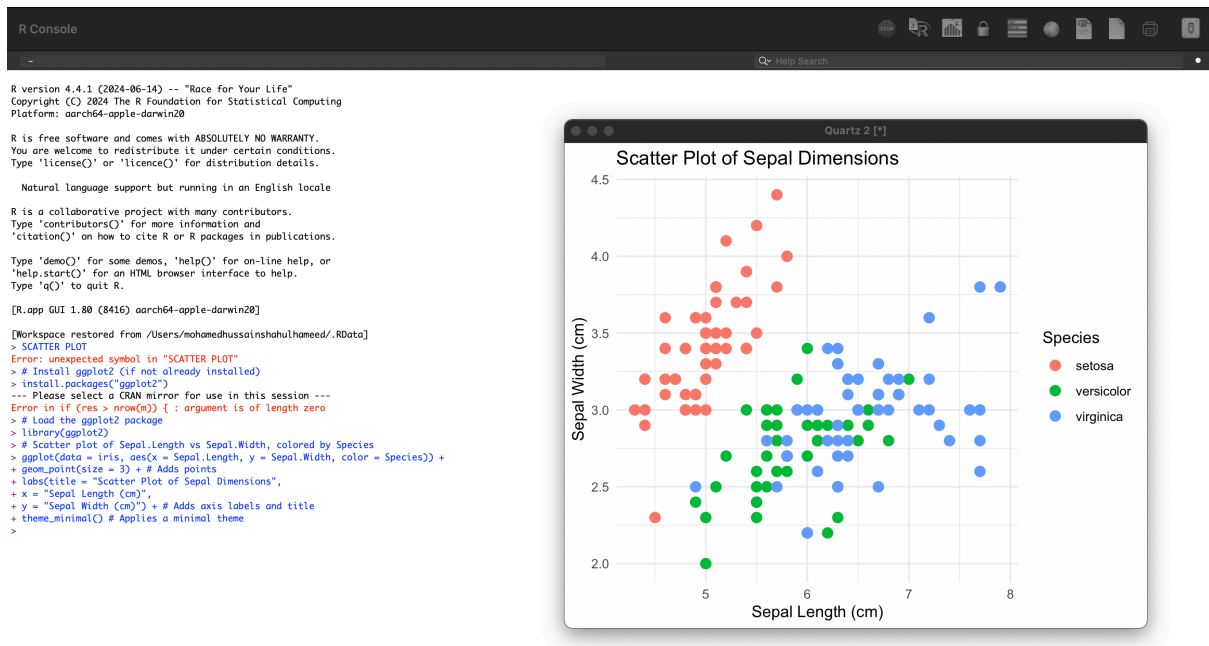 R Console
STOP
~
Help Search
R version 4.4.1 (2024-06-14) -- "Race for Your Life"
Copyright (C) 2024 The R Foundation for Statistical Computing
Platform: aarch64-apple-darwin20
R is free software and comes with ABSOLUTELY NO WARRANTY.
You are welcome to redistribute it under certain conditions.
Type 'license()' or 'licence()' for distribution details.
Natural language support but running in an English locale
R is a collaborative project with many contributors.
Type 'contributors()' for more information and
'citation()' on how to cite R or R packages in publications.
Type 'demo()' for some demos, 'help()' for on-line help, or
'help.start()' for an HTML browser interface to help.
Type 'q()' to quit R.
[R.app GUI 1.80 (8416) aarch64-apple-darwin20]
[Workspace restored from /Users/mohamedhussainshahulhameed/.RData]
> SCATTER PLOT
Error: unexpected symbol in "SCATTER PLOT"
> # Install ggplot2 (if not already installed)
> install.packages("ggplot2")
--- Please select a CRAN mirror for use in this session ---
Error in if (res > nrow(m)) { : argument is of length zero
> # Load the ggplot2 package
> library(ggplot2)
> # Scatter plot of Sepal.Length vs Sepal.Width, colored by Species
> ggplot(data = iris, aes(x = Sepal.Length, y = Sepal.Width, color = Species)) +
+ geom_point(size = 3) + # Adds points
+ labs(title = "Scatter Plot of Sepal Dimensions",
+ x = "Sepal Length (cm)",
+ y = "Sepal Width (cm)") + # Adds axis labels and title
+ theme_minimal() # Applies a minimal theme
>
Quartz 2 [*]
Scatter Plot of Sepal Dimensions
4.5
4.0
3.5
3.0
2.5
2.0
Sepal Width (cm)
5 6 7 8
Sepal Length (cm)
Species
setosa
versicolor
virginica